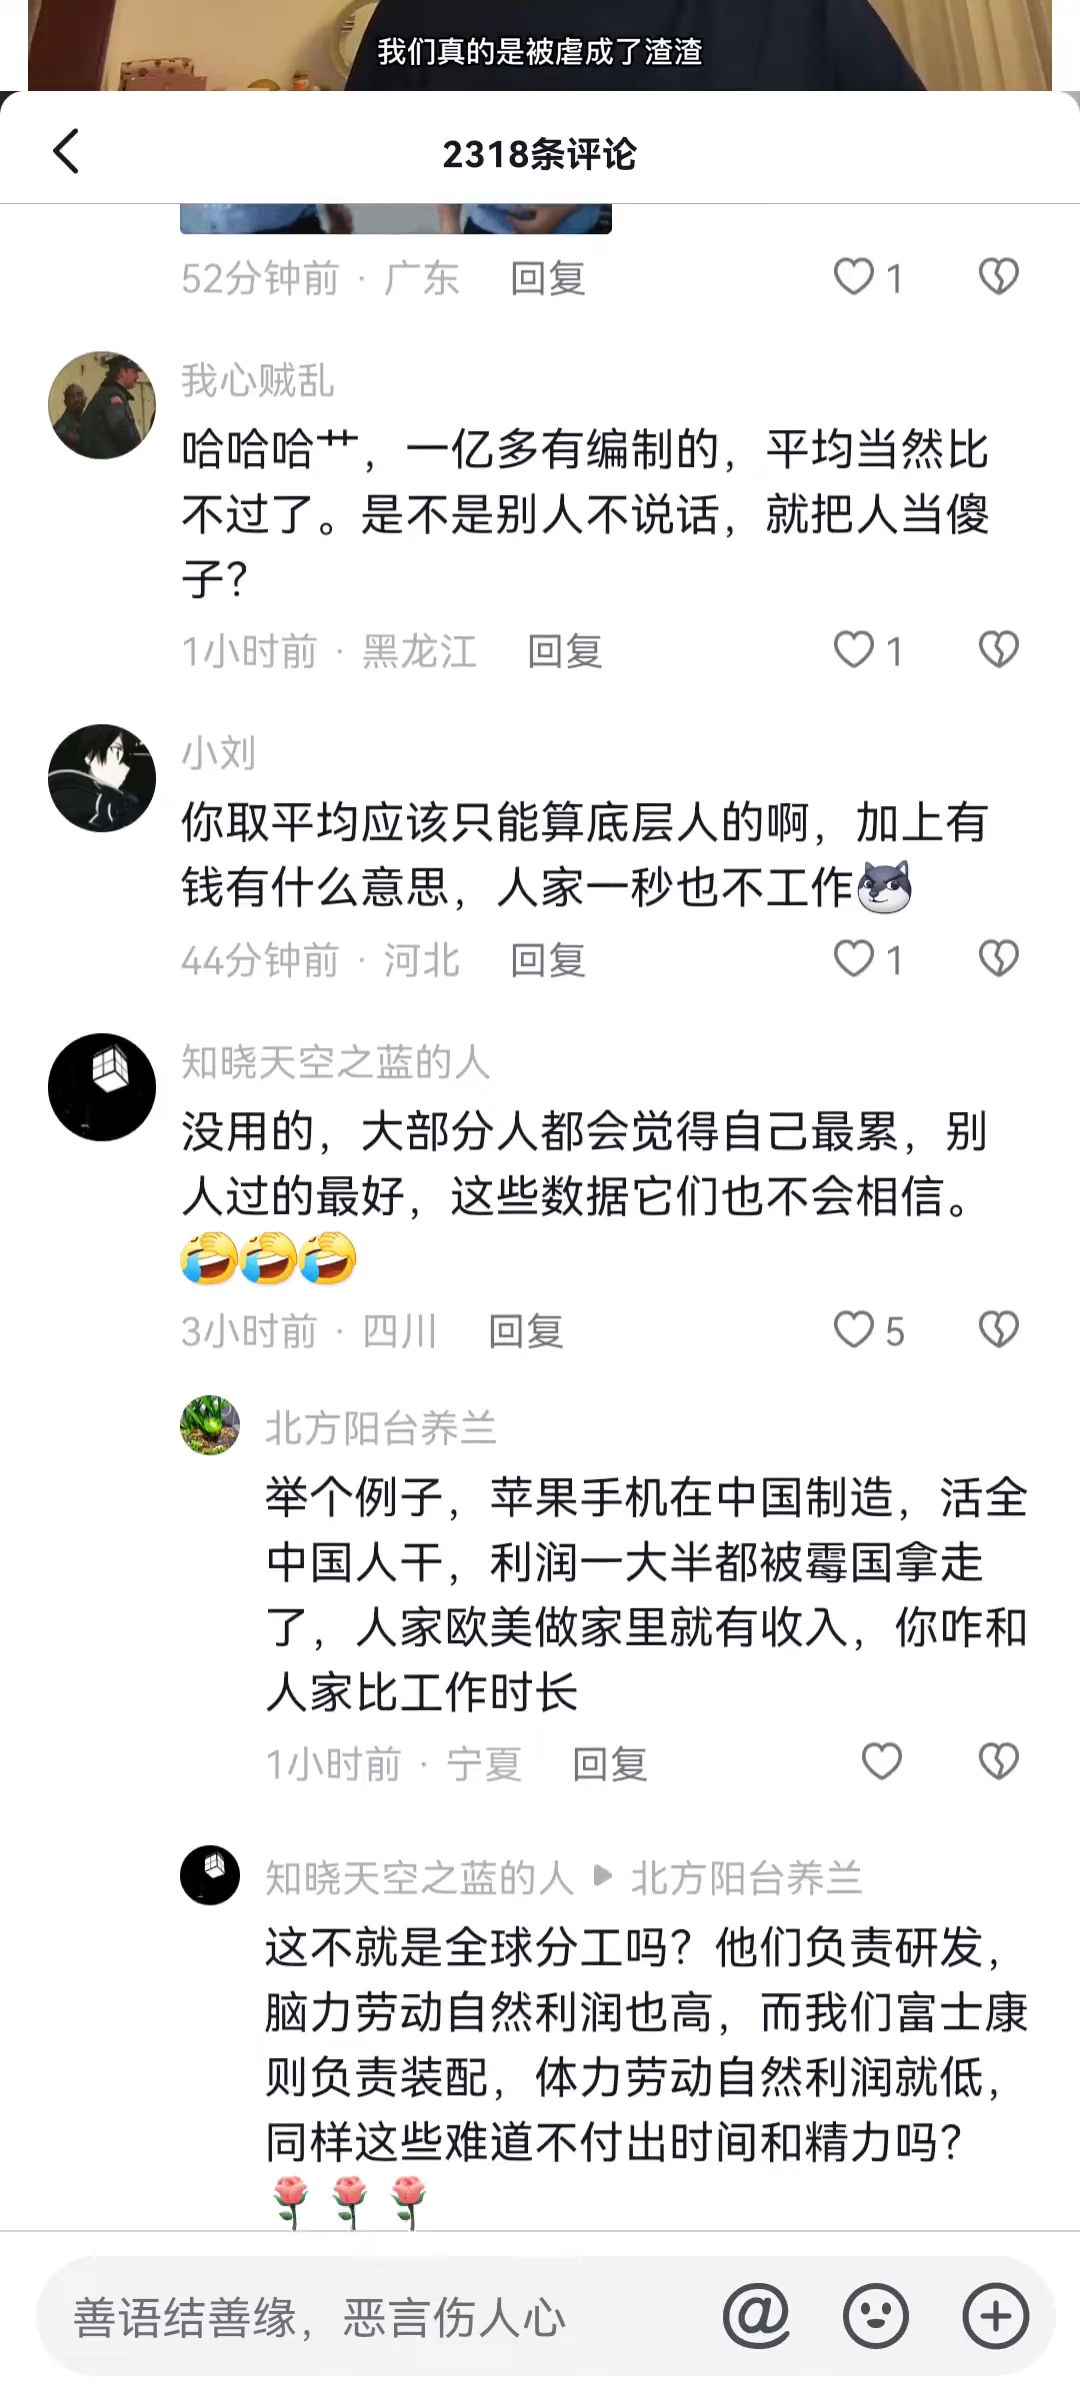 我们真的是被虐成了渣渣
2318条评论
52分钟前 · 广东 回复 1
我心贼乱
哈哈哈艹，一亿多有编制的，平均当然比
不过了。是不是别人不说话，就把人当傻
子？
1小时前 · 黑龙江 回复 1
小刘
你取平均应该只能算底层人的啊，加上有
钱有什么意思，人家一秒也不工作
44分钟前 · 河北 回复 1
知晓天空之蓝的人
没用的，大部分人都会觉得自己最累，别
人过的最好，这些数据它们也不会相信。
3小时前 · 四川 回复 5
北方阳台养兰
举个例子，苹果手机在中国制造，活全
中国人干，利润一大半都被霉国拿走
了，人家欧美做家里就有收入，你咋和
人家比工作时长
1小时前 · 宁夏 回复
知晓天空之蓝的人 ▶ 北方阳台养兰
这不就是全球分工吗？他们负责研发，
脑力劳动自然利润也高，而我们富士康
则负责装配，体力劳动自然利润就低，
同样这些难道不付出时间和精力吗？
善语结善缘，恶言伤人心